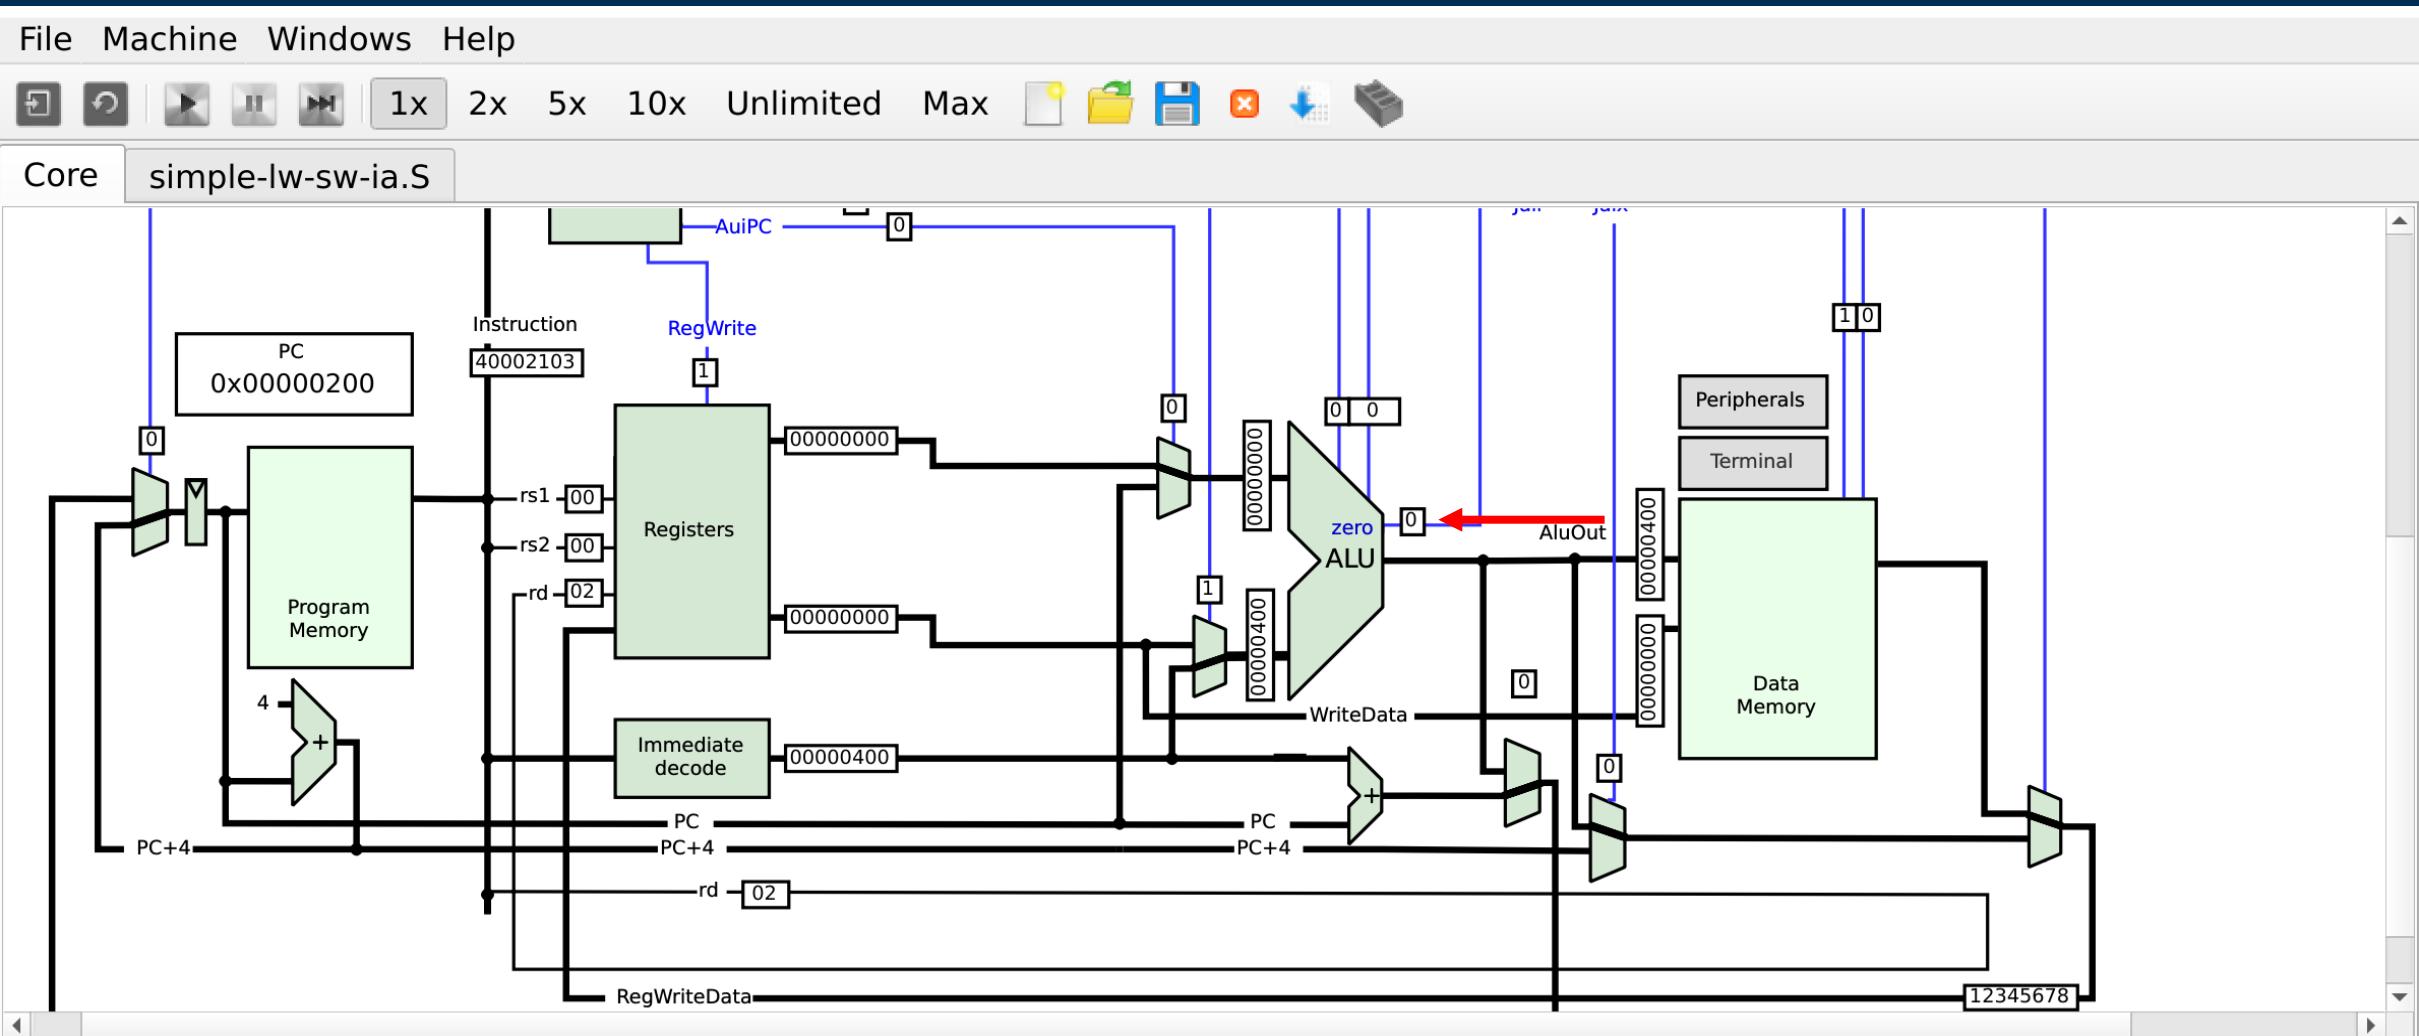 File Machine Windows Help
1x 2x 5x 10x Unlimited Max
Core simple-lw-sw-ia.S
AuiPC 0
Instruction
40002103
RegWrite
1
PC
0x00000200
0
1 0
0
0 0
Peripherals
Terminal
00000000
00000000
rs1 00
rs2 00
rd 02
Registers
00000000
zero
ALU
0
AluOut
00000400
1
00000400
00000000
Program
Memory
Data
Memory
0
WriteData
4
+
Immediate
decode
00000400
0
+
PC PC
PC+4 PC+4 PC+4
rd 02
RegWriteData 12345678